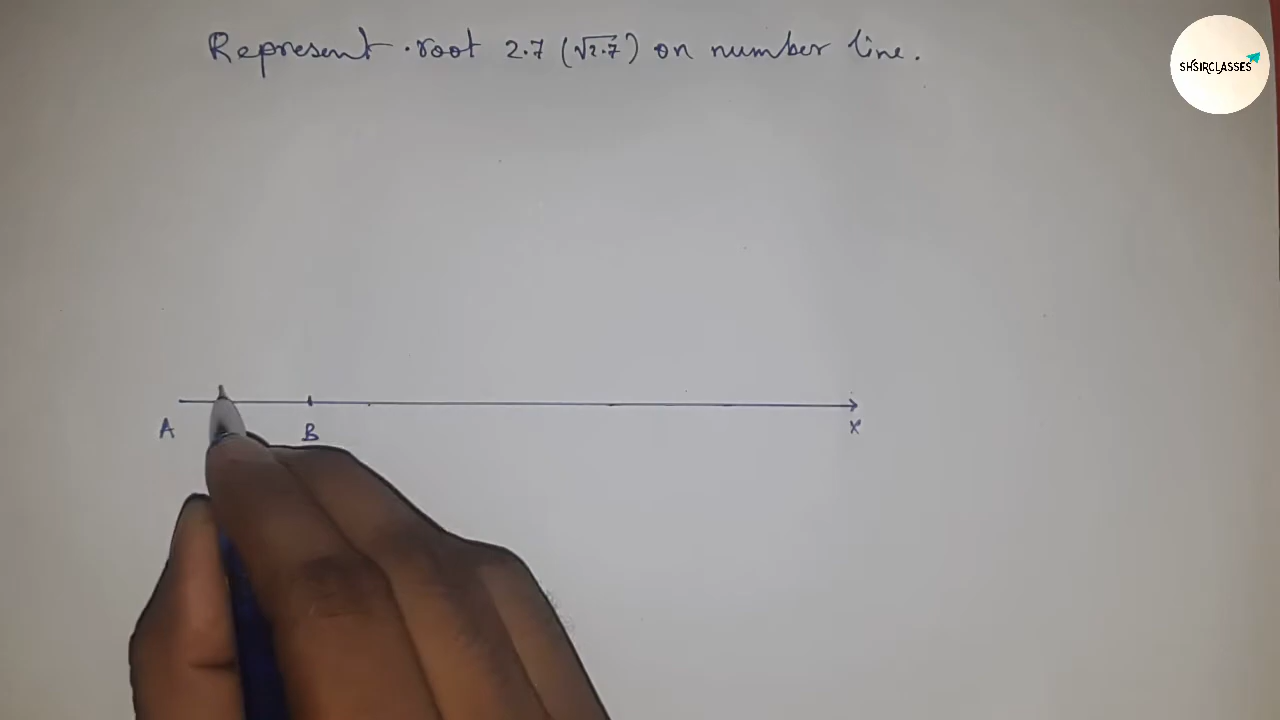 Represent root 2.7 (√2.7) on number line.
SHSIRCLASSES
A B X